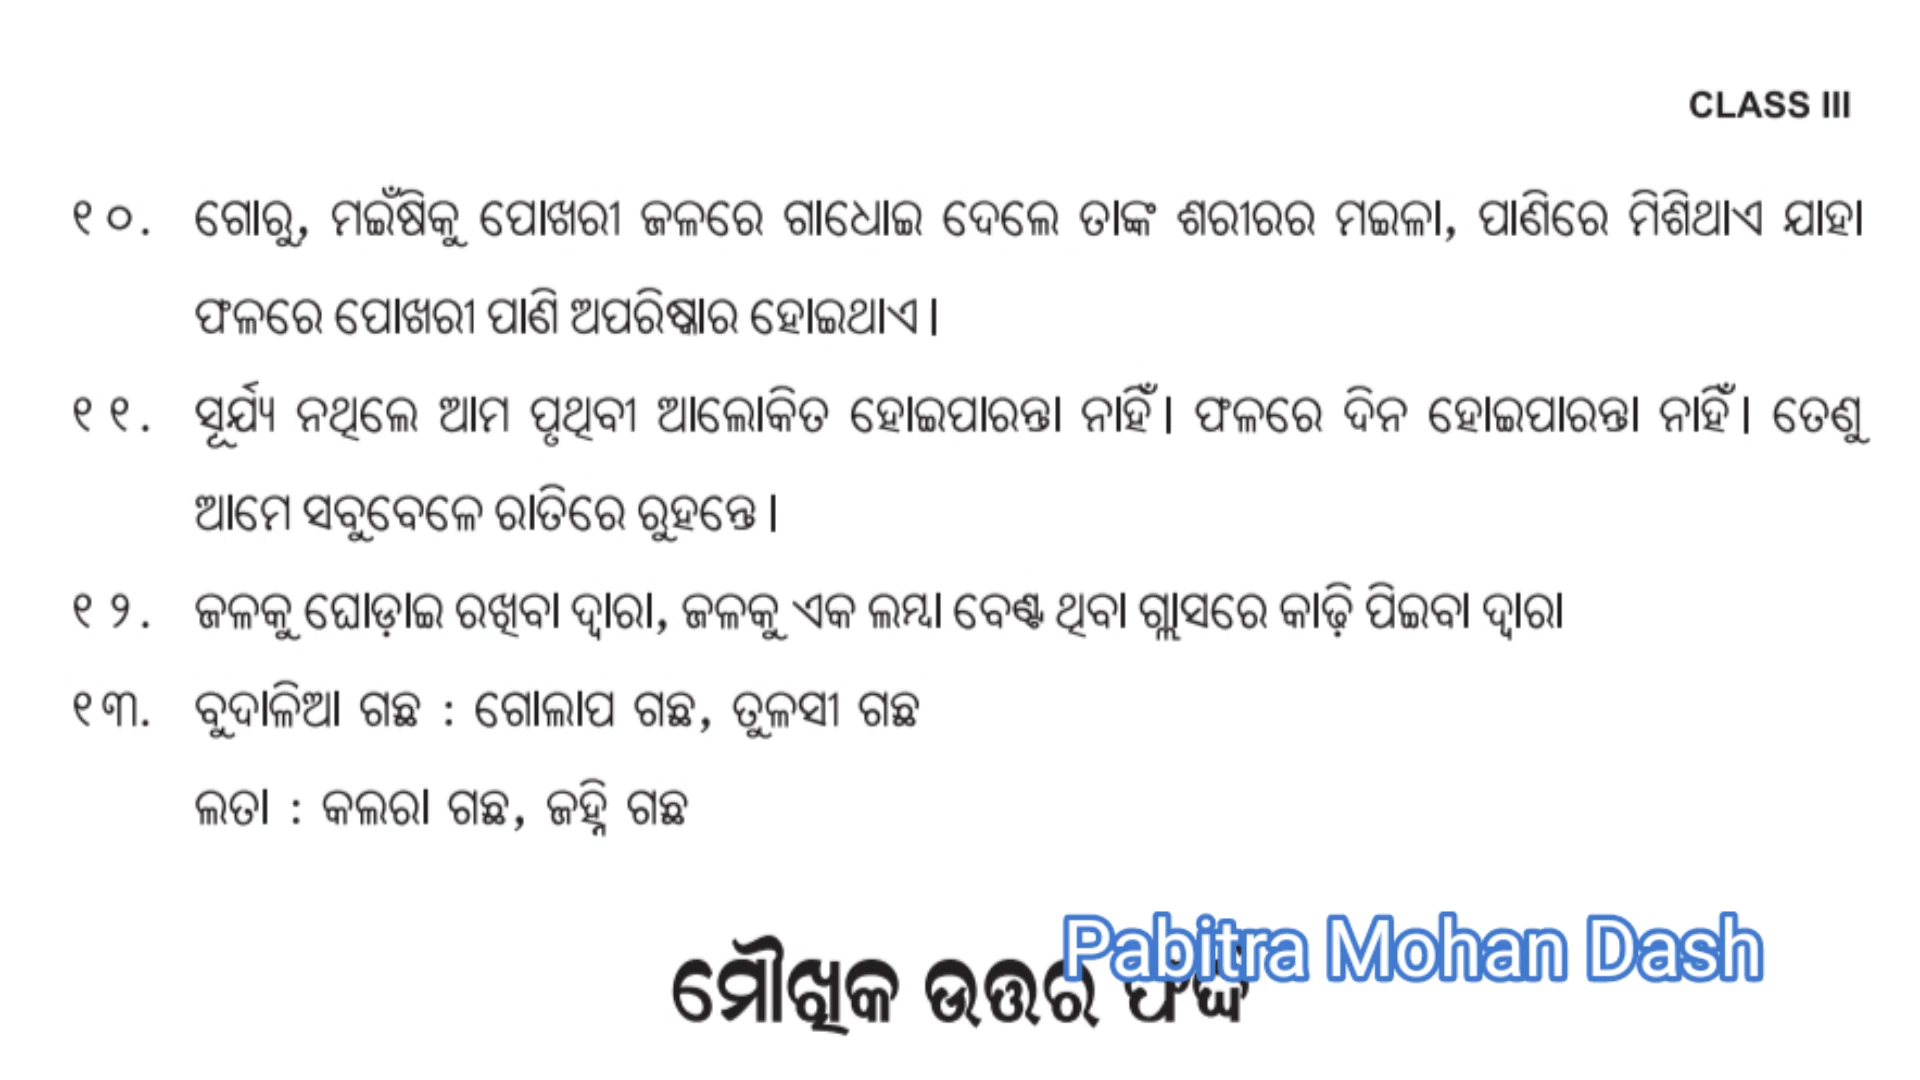 CLASS III
୧୦. ଗୋରୁ, ମଇଁଷିକୁ ପୋଖରୀ ଜଳରେ ଗାଧୋଇ ଦେଲେ ତାଙ୍କ ଶରୀରର ମଇଳା, ପାଣିରେ ମିଶିଥାଏ ଯାହା
ଫଳରେ ପୋଖରୀ ପାଣି ଅପରିଷ୍କାର ହୋଇଥାଏ।
୧୧. ସୂର୍ଯ୍ୟ ନଥିଲେ ଆମ ପୃଥିବୀ ଆଲୋକିତ ହୋଇପାରନ୍ତା ନାହିଁ। ଫଳରେ ଦିନ ହୋଇପାରନ୍ତା ନାହିଁ। ତେଣୁ
ଆମେ ସବୁବେଳେ ରାତିରେ ରୁହନ୍ତେ।
୧୨. ଜଳକୁ ଘୋଡ଼ାଇ ରଖିବା ଦ୍ୱାରା, ଜଳକୁ ଏକ ଲମ୍ଭା ବେଣ୍ଟ ଥିବା ଗ୍ଲାସରେ କାଢ଼ି ପିଇବା ଦ୍ୱାରା
୧୩. ବୁଦାଳିଆ ଗଛ : ଗୋଲାପ ଗଛ, ତୁଳସୀ ଗଛ
ଲତା : କଲରା ଗଛ, ଜହ୍ନି ଗଛ
Pabitra Mohan Dash
ମୌଖିକ ଉତ୍ତର